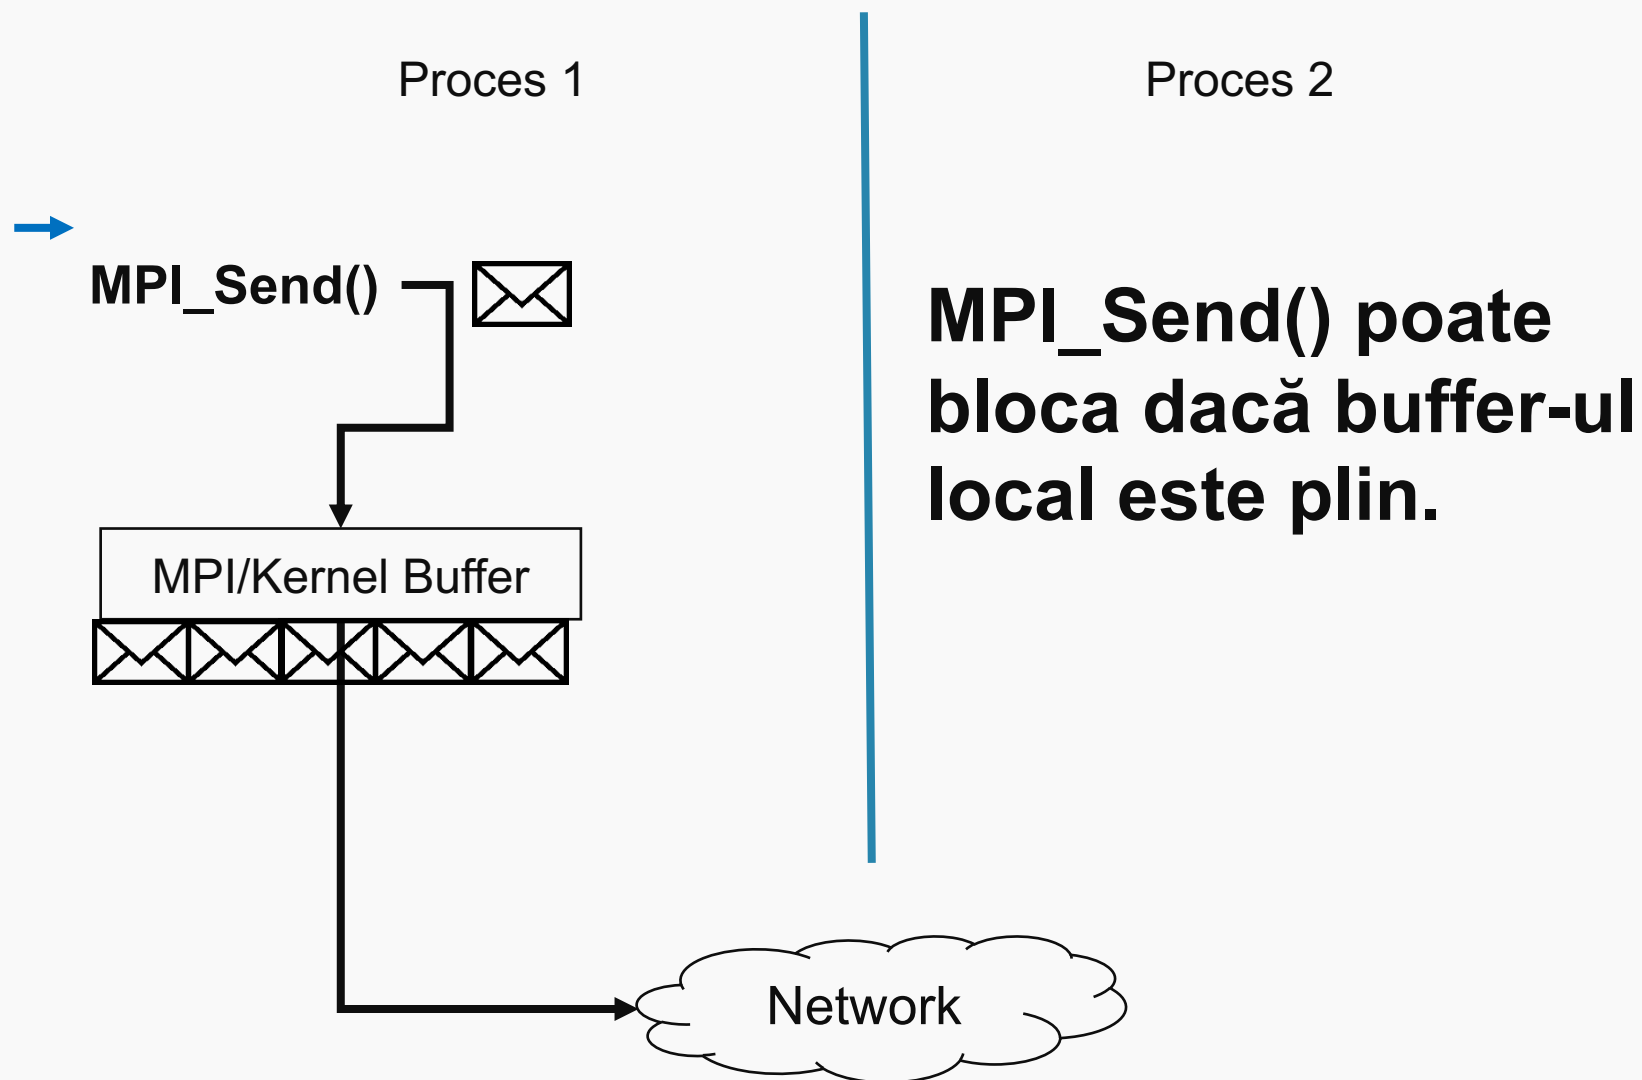 Proces 1
Proces 2
MPI_Send()
MPI_Send() poate
bloca dacă buffer-ul
local este plin.
MPI/Kernel Buffer
Network